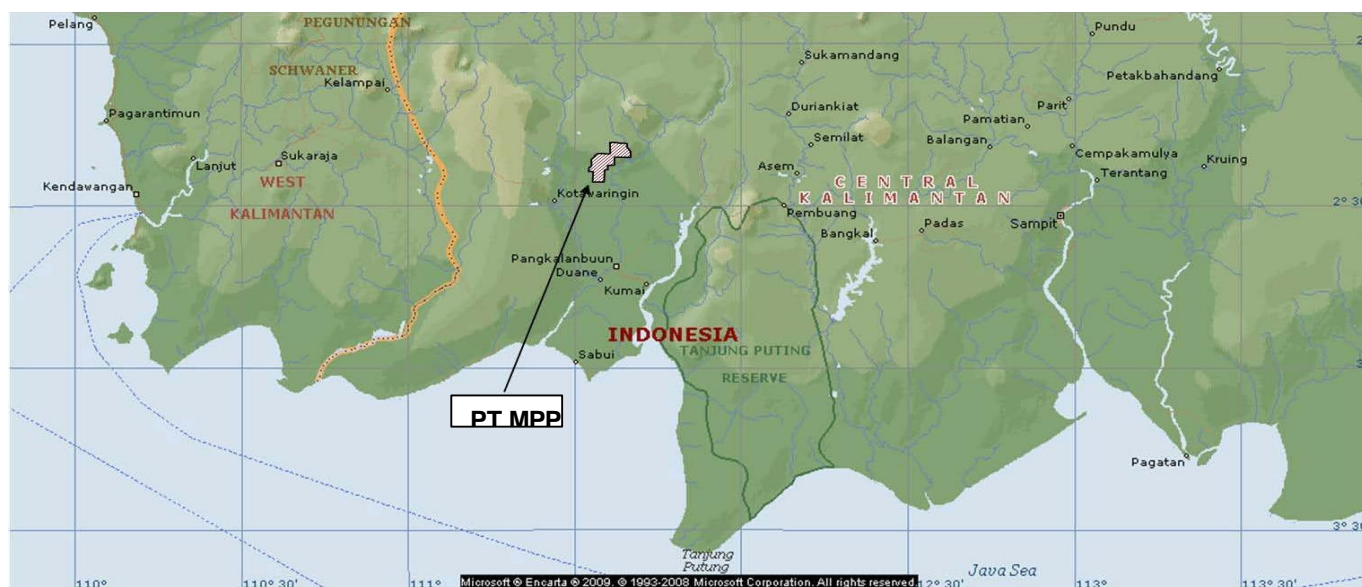 Pelang
PEGUNUNGAN
Pundu
Sukamandang
SCHWANER
Petakbahandang
Kelampai
Duriankiat
Parit
Pagarantimun
Pamatian
Semilat
Balangan
Cempakamulya
Lanjut
Sukaraja
Asem
Kruing
Terantang
WEST
CENTRAL
Kendawangan
Kotawaringin
KALIMANTAN
2° 30'
KALIMANTAN
Pembuang
Padas
Sampit
Bangkal
Pangkalanbuun
Duane
Kumai
INDONESIA
TANJUNG PUTING
Sabui
RESERVE
PT MPP
Pagatan
3° 30'
Tanjung
Putung
Java Sea
110°
110° 30'
111°
12° 30'
113°
113° 30'
Microsoft ® Encarta ® 2009. © 1993-2008 Microsoft Corporation. All rights reserved.